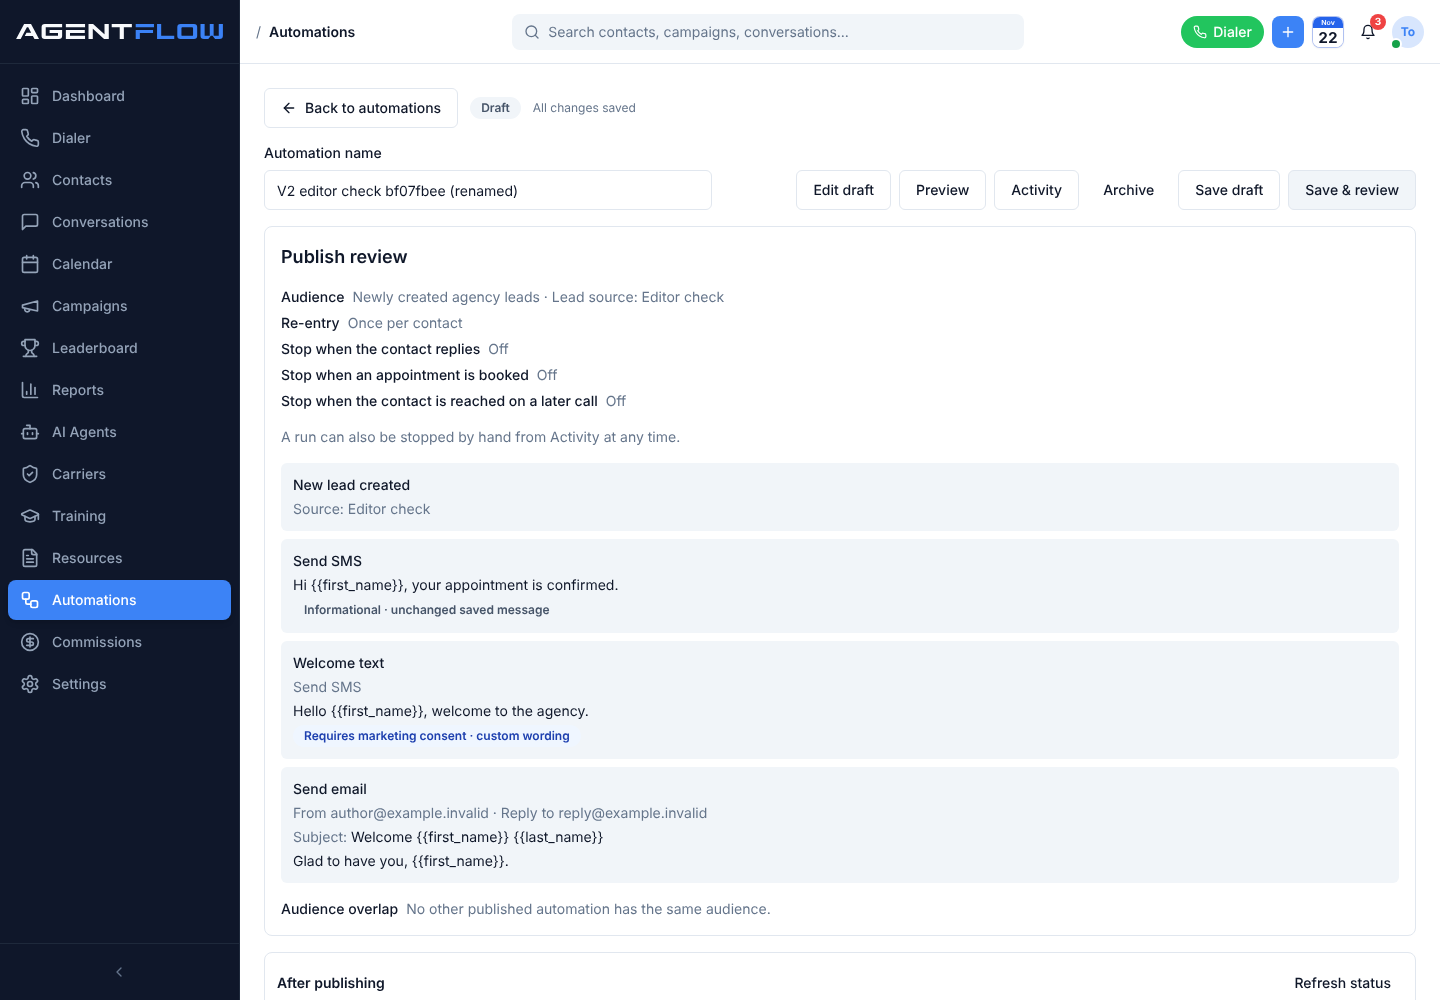 AGENTFLOW
/ Automations
Search contacts, campaigns, conversations...
Dialer
Nov
22
3
To
Dashboard
Dialer
Contacts
Conversations
Calendar
Campaigns
Leaderboard
Reports
AI Agents
Carriers
Training
Resources
Automations
Commissions
Settings
Back to automations
Draft
All changes saved
Automation name
V2 editor check bf07fbee (renamed)
Edit draft
Preview
Activity
Archive
Save draft
Save & review
Publish review
Audience Newly created agency leads · Lead source: Editor check
Re-entry Once per contact
Stop when the contact replies Off
Stop when an appointment is booked Off
Stop when the contact is reached on a later call Off
A run can also be stopped by hand from Activity at any time.
New lead created
Source: Editor check
Send SMS
Hi {{first_name}}, your appointment is confirmed.
Informational · unchanged saved message
Welcome text
Send SMS
Hello {{first_name}}, welcome to the agency.
Requires marketing consent · custom wording
Send email
From author@example.invalid · Reply to reply@example.invalid
Subject: Welcome {{first_name}} {{last_name}}
Glad to have you, {{first_name}}.
Audience overlap No other published automation has the same audience.
After publishing
Refresh status